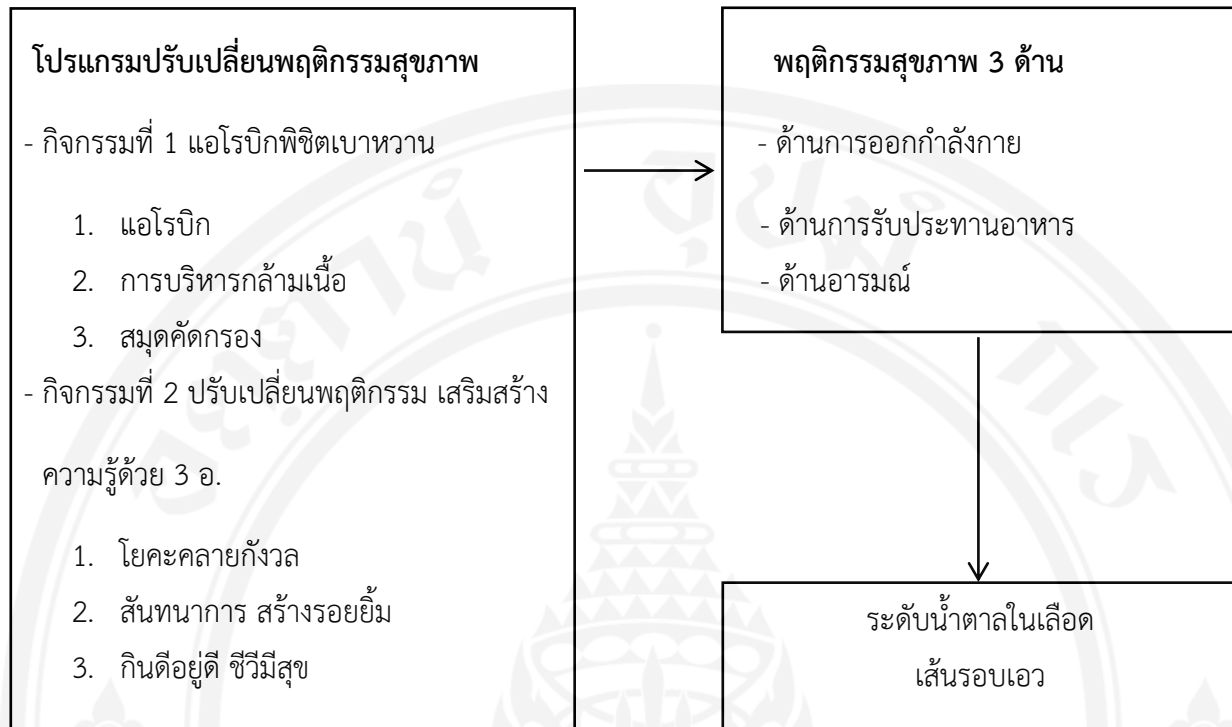 โปรแกรมปรับเปลี่ยนพฤติกรรมสุขภาพ
- กิจกรรมที่ 1 แอโรบิกพิชิตเบาหวาน
1. แอโรบิก
2. การบริหารกล้ามเนื้อ
3. สมุดคัดกรอง
- กิจกรรมที่ 2 ปรับเปลี่ยนพฤติกรรม เสริมสร้าง
ความรู้ด้วย 3 อ.
1. โยคะคลายกังวล
2. สันทนาการ สร้างรอยยิ้ม
3. กินดีอยู่ดี ชีวีมีสุข
พฤติกรรมสุขภาพ 3 ด้าน
- ด้านการออกกำลังกาย
- ด้านการรับประทานอาหาร
- ด้านอารมณ์
ระดับน้ำตาลในเลือด
เส้นรอบเอว